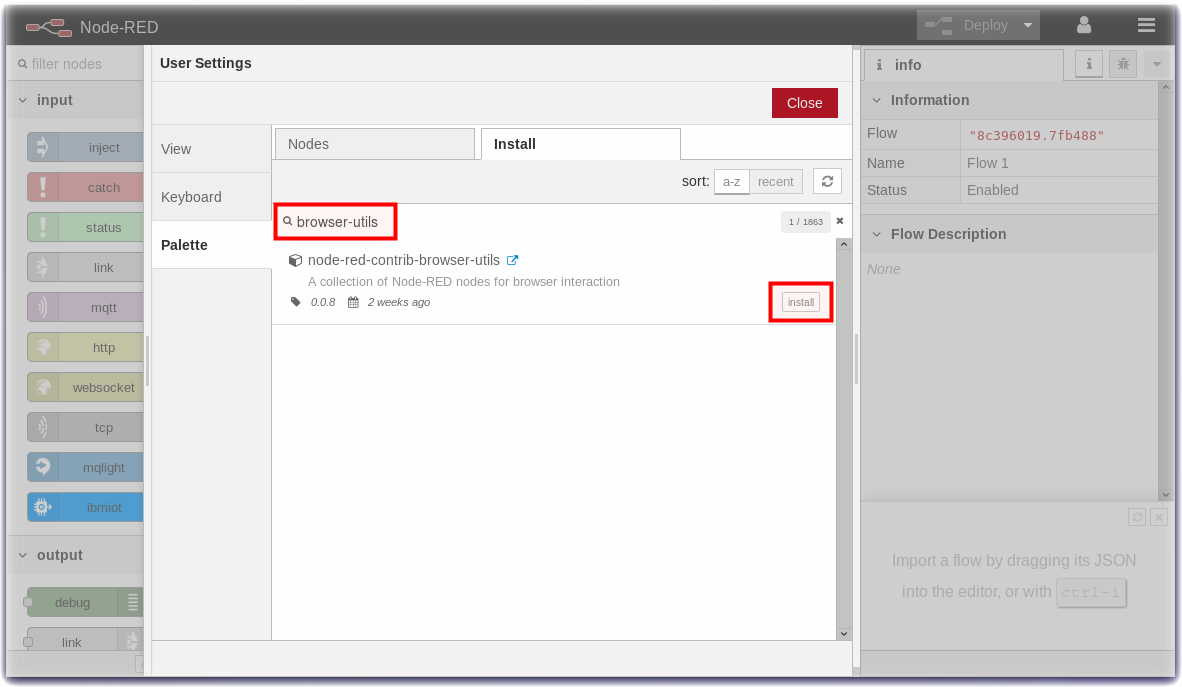 Node-RED
Deploy
filter nodes
input
inject
catch
status
link
mqtt
http
websocket
tcp
mqlight
ibmiot
output
debug
link
User Settings
Close
View
Keyboard
Palette
Nodes
Install
sort: a-z recent
browser-utils
1 / 1863
node-red-contrib-browser-utils
A collection of Node-RED nodes for browser interaction
0.0.8 2 weeks ago
install
info
Information
Flow "8c396019.7fb488"
Name Flow 1
Status Enabled
Flow Description
None
Import a flow by dragging its JSON
into the editor, or with ctrl-i